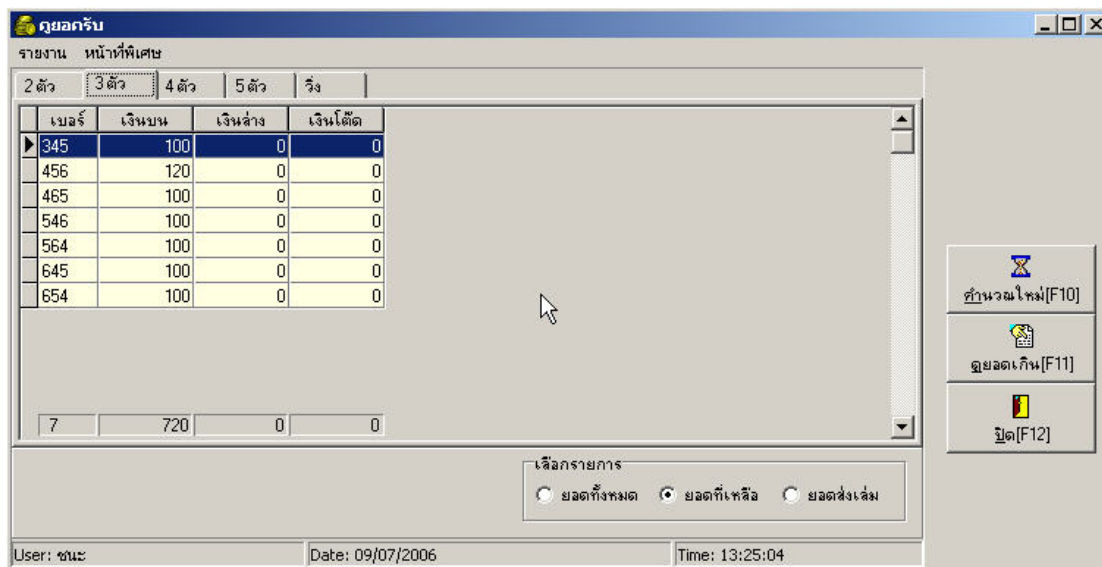 ดูยอดรับ
รายงาน หน้าที่พิเศษ
2 ตัว 3 ตัว 4 ตัว 5 ตัว วิ่ง
เบอร์ เงินบน เงินล่าง เงินโต๊ด
345 100 0 0
456 120 0 0
465 100 0 0
546 100 0 0
564 100 0 0
645 100 0 0
654 100 0 0
7 720 0 0
คำนวณใหม่[F10]
ดูยอดเกิน[F11]
ปิด[F12]
เลือกรายการ
ยอดทั้งหมด ยอดที่เหลือ ยอดส่งเล่ม
User: ชนะ Date: 09/07/2006 Time: 13:25:04